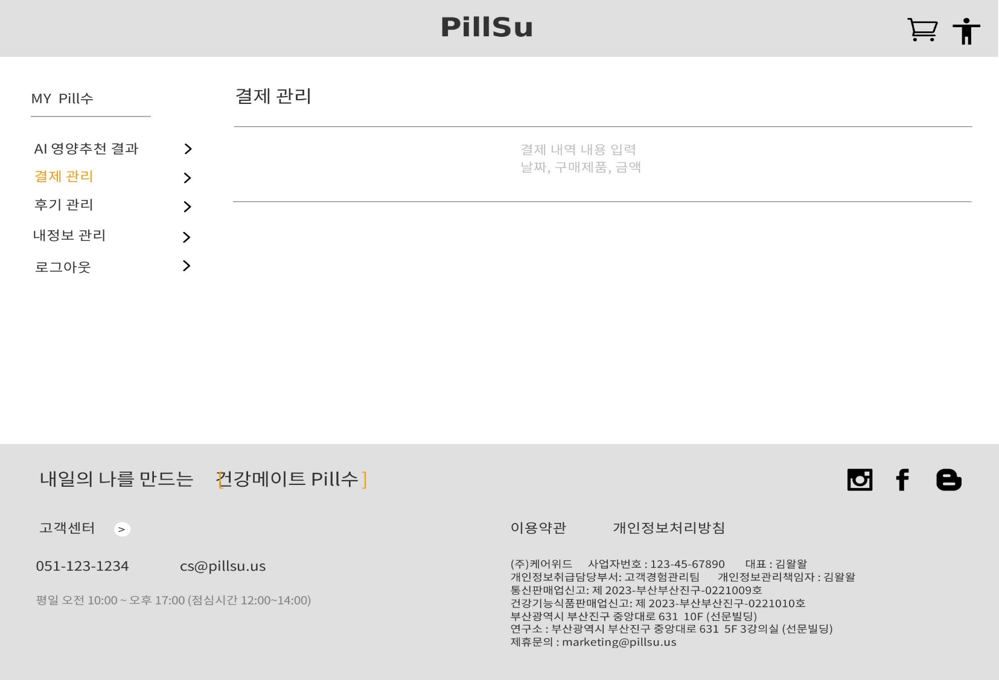 PillSu
MY Pill수
AI 영양추천 결과
결제 관리
후기 관리
내정보 관리
로그아웃
결제 관리
결제 내역 내용 입력
날짜, 구매제품, 금액
내일의 나를 만드는 [건강메이트 Pill수]
고객센터 >
051-123-1234 cs@pillsu.us
평일 오전 10:00 ~ 오후 17:00 (점심시간 12:00~14:00)
이용약관 개인정보처리방침
(주)케어위드 사업자번호 : 123-45-67890 대표 : 김왈왈
개인정보취급담당부서: 고객경험관리팀 개인정보관리책임자 : 김왈왈
통신판매업신고: 제 2023-부산부산진구-0221009호
건강기능식품판매업신고: 제 2023-부산부산진구-0221010호
부산광역시 부산진구 중앙대로 631 10F (선문빌딩)
연구소 : 부산광역시 부산진구 중앙대로 631 5F 3강의실 (선문빌딩)
제휴문의 : marketing@pillsu.us